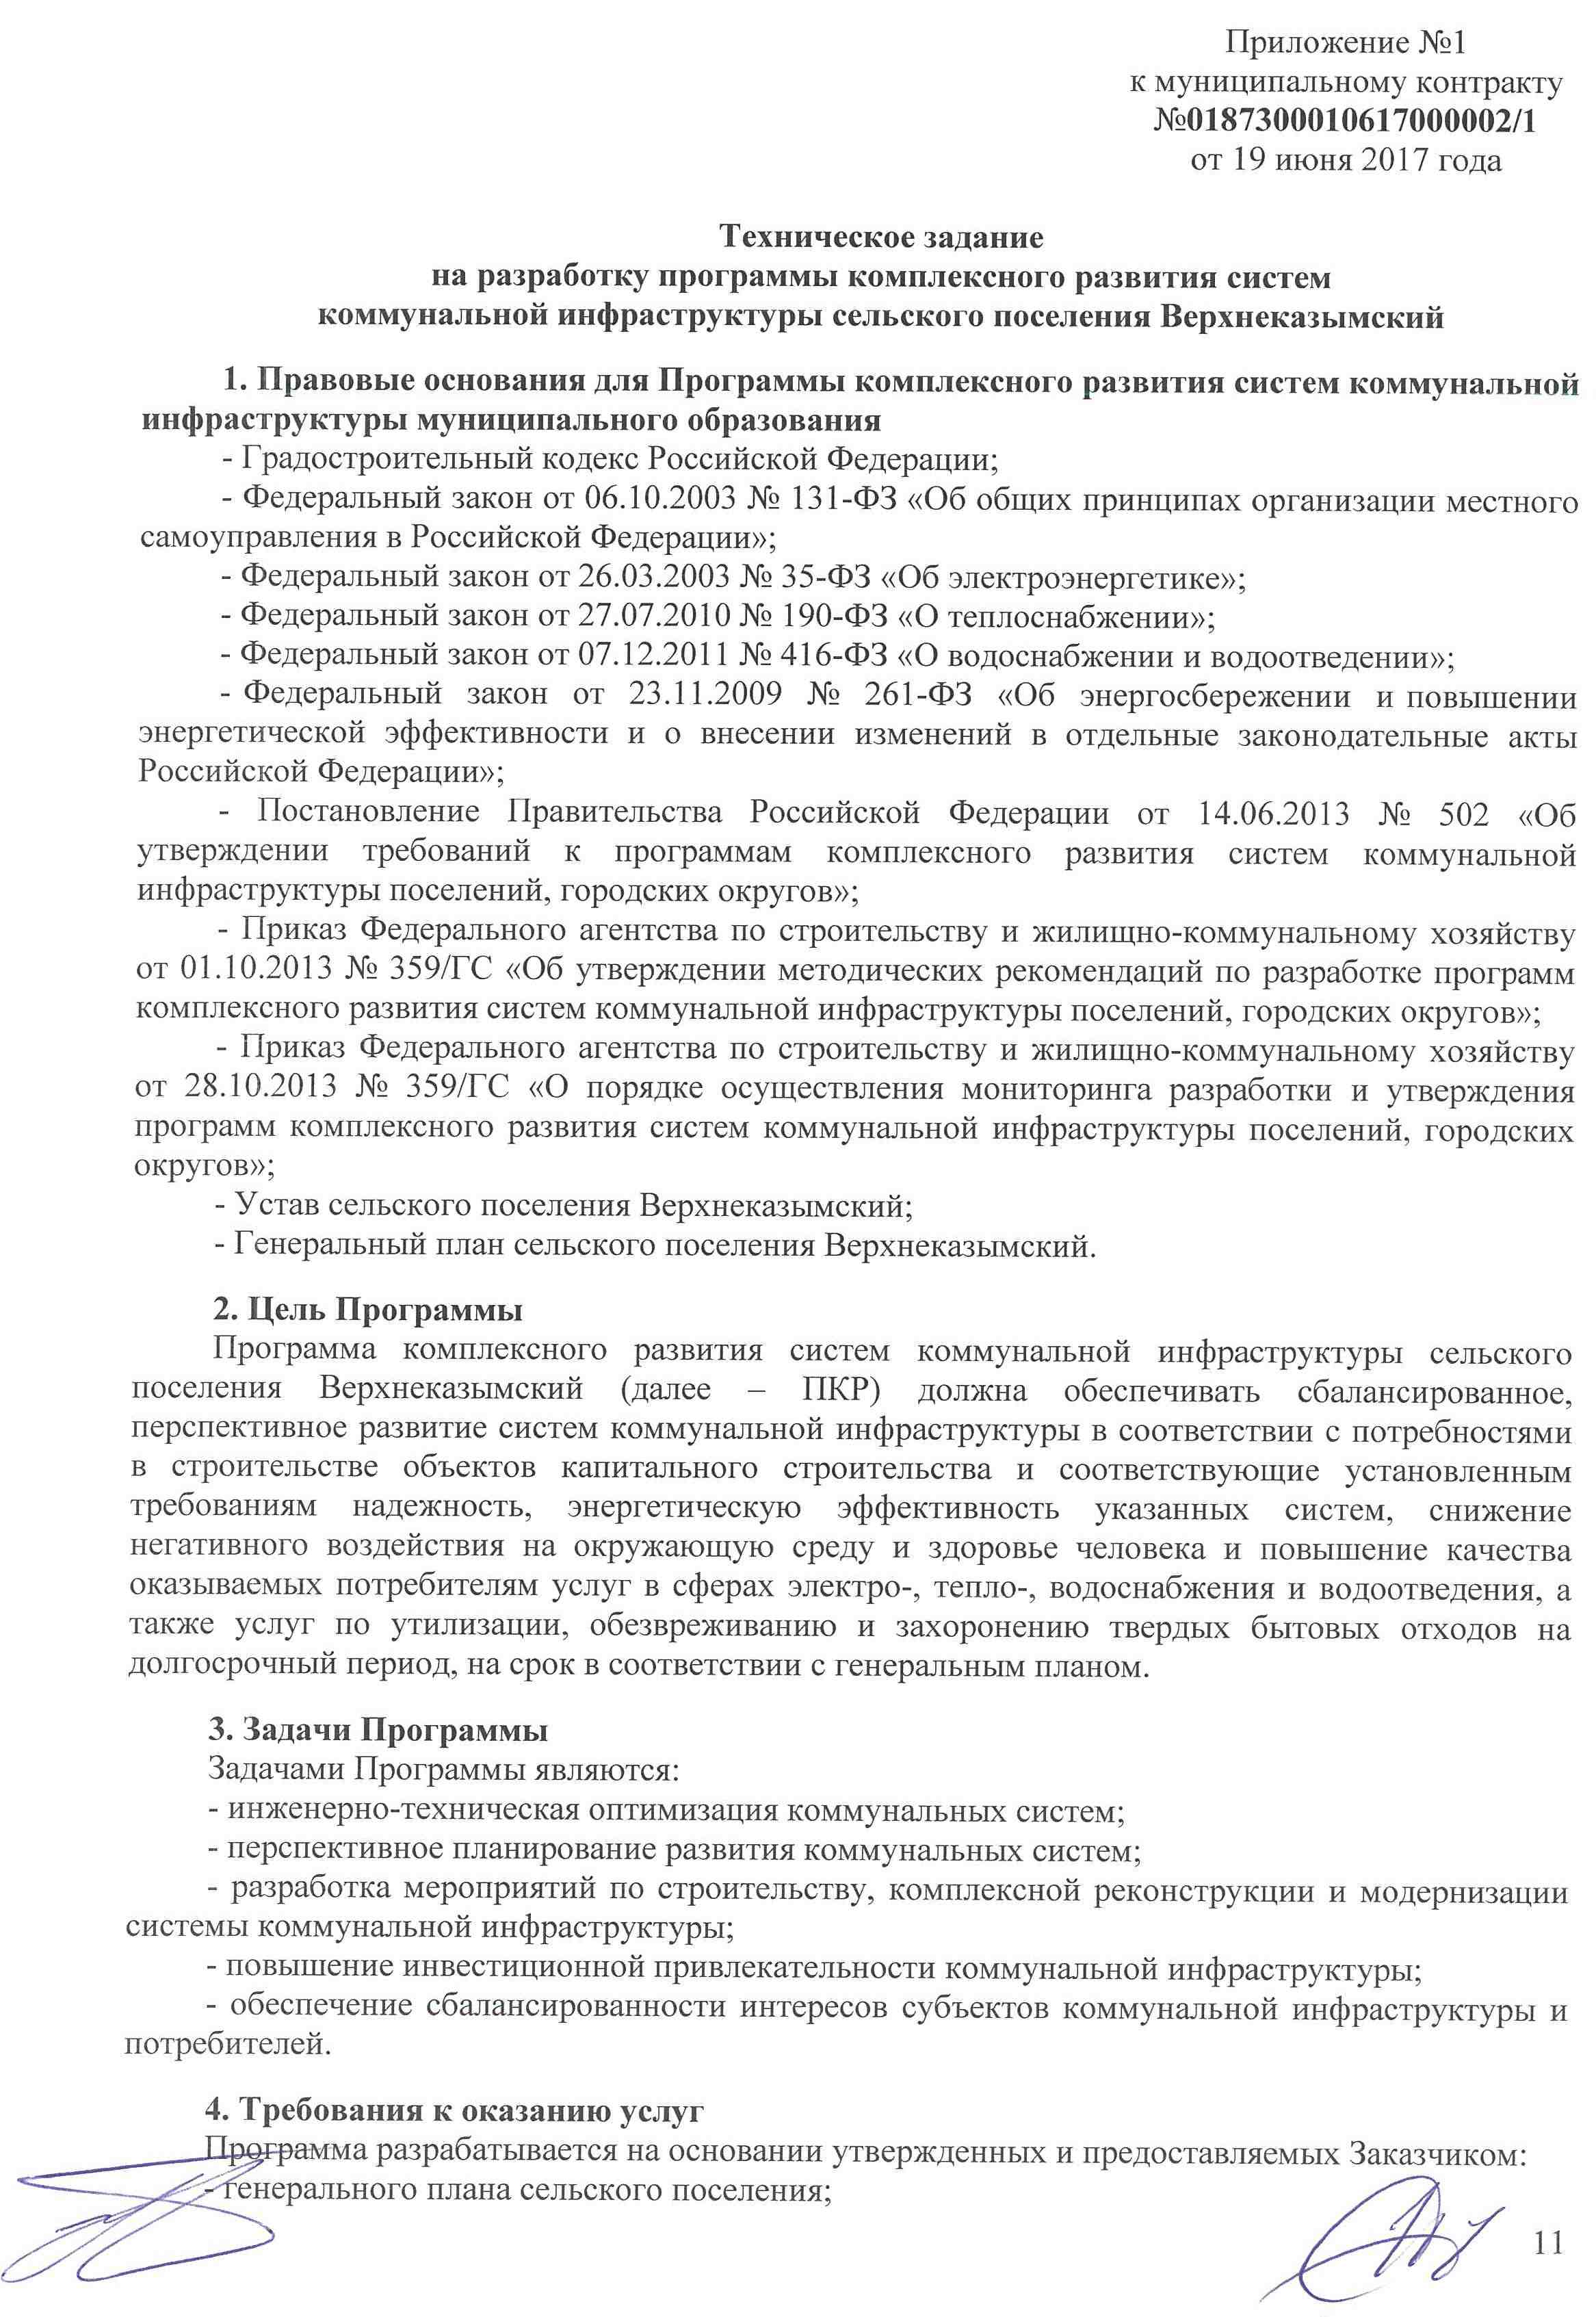 Приложение №1
к муниципальному контракту
№0187300010617000002/1
от 19 июня 2017 года
Техническое задание
на разработку программы комплексного развития систем
коммунальной инфраструктуры сельского поселения Верхнеказымский
1. Правовые основания для Программы комплексного развития систем коммунальной
инфраструктуры муниципального образования
- Градостроительный кодекс Российской Федерации;
- Федеральный закон от 06.10.2003 № 131-ФЗ «Об общих принципах организации местного
самоуправления в Российской Федерации»;
- Федеральный закон от 26.03.2003 № 35-ФЗ «Об электроэнергетике»;
- Федеральный закон от 27.07.2010 № 190-ФЗ «О теплоснабжении»;
- Федеральный закон от 07.12.2011 № 416-ФЗ «О водоснабжении и водоотведении»;
- Федеральный закон от 23.11.2009 № 261-ФЗ «Об энергосбережении и повышении
энергетической эффективности и о внесении изменений в отдельные законодательные акты
Российской Федерации»;
- Постановление Правительства Российской Федерации от 14.06.2013 № 502 «Об
утверждении требований к программам комплексного развития систем коммунальной
инфраструктуры поселений, городских округов»;
- Приказ Федерального агентства по строительству и жилищно-коммунальному хозяйству
от 01.10.2013 № 359/ГС «Об утверждении методических рекомендаций по разработке программ
комплексного развития систем коммунальной инфраструктуры поселений, городских округов»;
- Приказ Федерального агентства по строительству и жилищно-коммунальному хозяйству
от 28.10.2013 № 359/ГС «О порядке осуществления мониторинга разработки и утверждения
программ комплексного развития систем коммунальной инфраструктуры поселений, городских
округов»;
- Устав сельского поселения Верхнеказымский;
- Генеральный план сельского поселения Верхнеказымский.
2. Цель Программы
Программа комплексного развития систем коммунальной инфраструктуры сельского
поселения Верхнеказымский (далее – ПКР) должна обеспечивать сбалансированное,
перспективное развитие систем коммунальной инфраструктуры в соответствии с потребностями
в строительстве объектов капитального строительства и соответствующие установленным
требованиям надежность, энергетическую эффективность указанных систем, снижение
негативного воздействия на окружающую среду и здоровье человека и повышение качества
оказываемых потребителям услуг в сферах электро-, тепло-, водоснабжения и водоотведения, а
также услуг по утилизации, обезвреживанию и захоронению твердых бытовых отходов на
долгосрочный период, на срок в соответствии с генеральным планом.
3. Задачи Программы
Задачами Программы являются:
- инженерно-техническая оптимизация коммунальных систем;
- перспективное планирование развития коммунальных систем;
- разработка мероприятий по строительству, комплексной реконструкции и модернизации
системы коммунальной инфраструктуры;
- повышение инвестиционной привлекательности коммунальной инфраструктуры;
- обеспечение сбалансированности интересов субъектов коммунальной инфраструктуры и
потребителей.
4. Требования к оказанию услуг
Программа разрабатывается на основании утвержденных и предоставляемых Заказчиком:
- генерального плана сельского поселения;
11